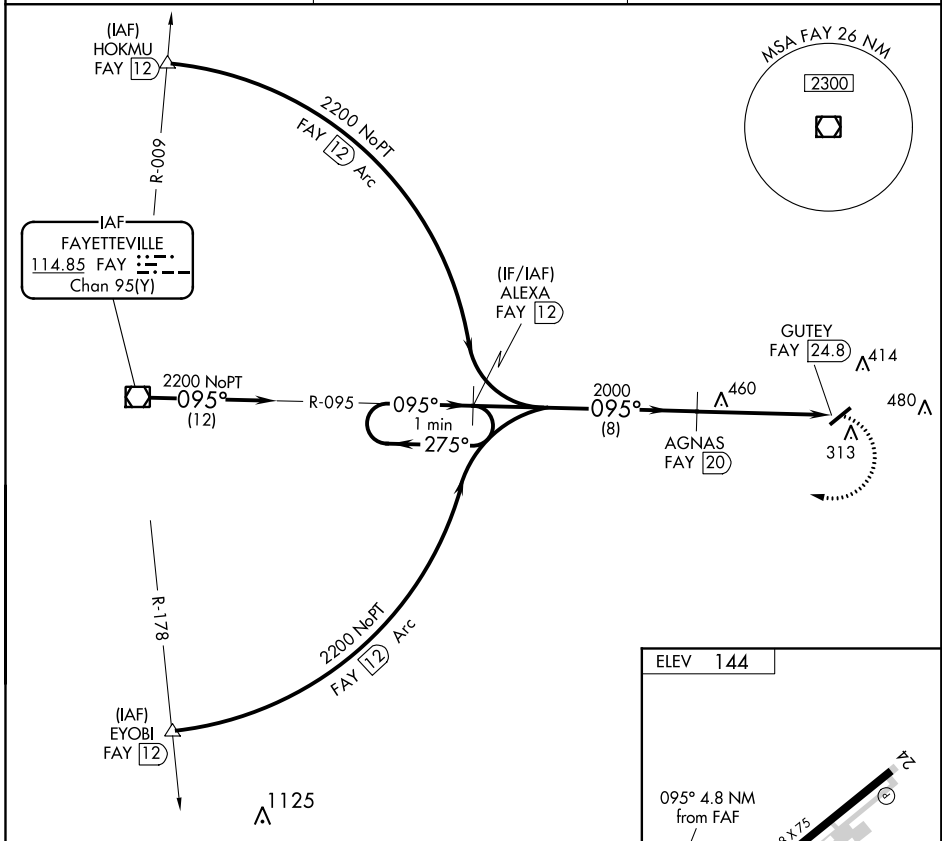 (IAF)
HOKMU
FAY 12
MSA FAY 26 NM
2300
2200 NoPT
FAY 12 Arc
R-009
IAF
FAYETTEVILLE
114.85 FAY
Chan 95(Y)
(IF/IAF)
ALEXA
FAY 12
GUTEY
FAY 24.8
414
2200 NoPT
095°
(12)
R-095
095°
1 min
275°
2000
095°
(8)
460
480
AGNAS
FAY 20
313
R-178
2200 NoPT
FAY 12 Arc
(IAF)
EYOBI
FAY 12
1125
ELEV 144
24
P
095° 4.8 NM
from FAF
X 75